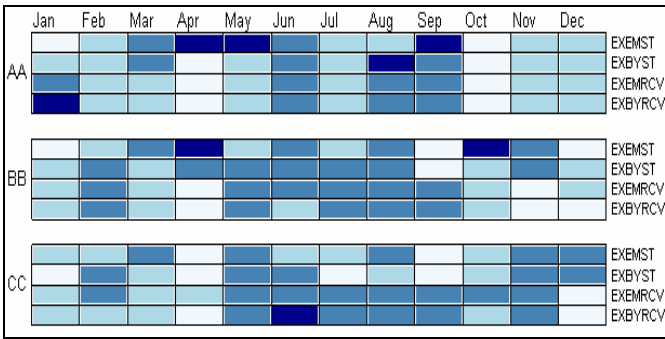 Jan Feb Mar Apr May Jun Jul Aug Sep Oct Nov Dec
AA
EXEMST
EXBYST
EXEMRCV
EXBYRCV
BB
EXEMST
EXBYST
EXEMRCV
EXBYRCV
CC
EXEMST
EXBYST
EXEMRCV
EXBYRCV